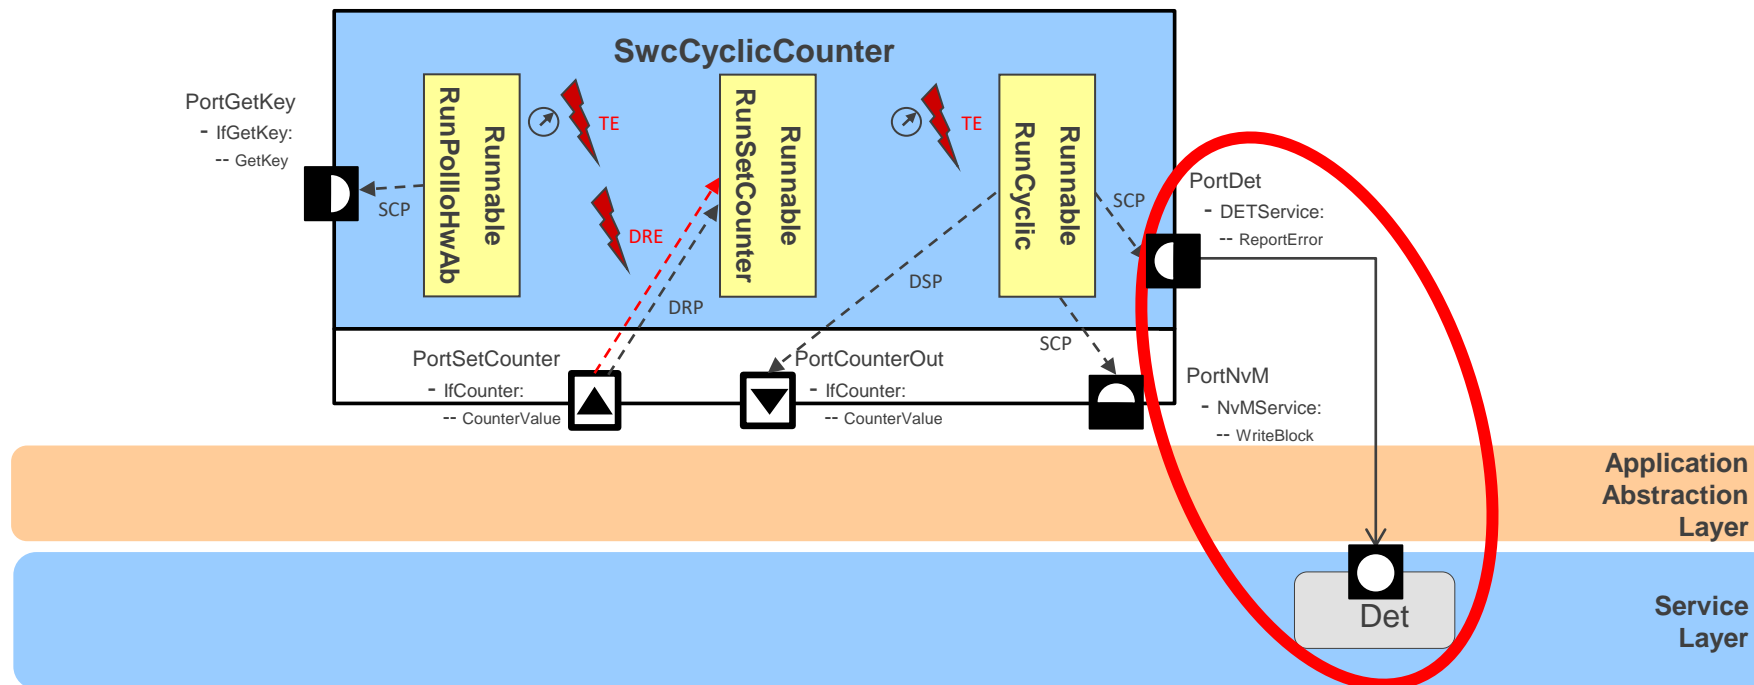 SwcCyclicCounter
PortGetKey
- IfGetKey:
-- GetKey
SCP
Runnable
RunPollIoHwAb
TE
DRE
Runnable
RunSetCounter
DRP
TE
DSP
Runnable
RunCyclic
SCP
SCP
PortDet
- DETService:
-- ReportError
PortSetCounter
- IfCounter:
-- CounterValue
PortCounterOut
- IfCounter:
-- CounterValue
PortNvM
- NvMService:
-- WriteBlock
Application
Abstraction
Layer
Det
Service
Layer